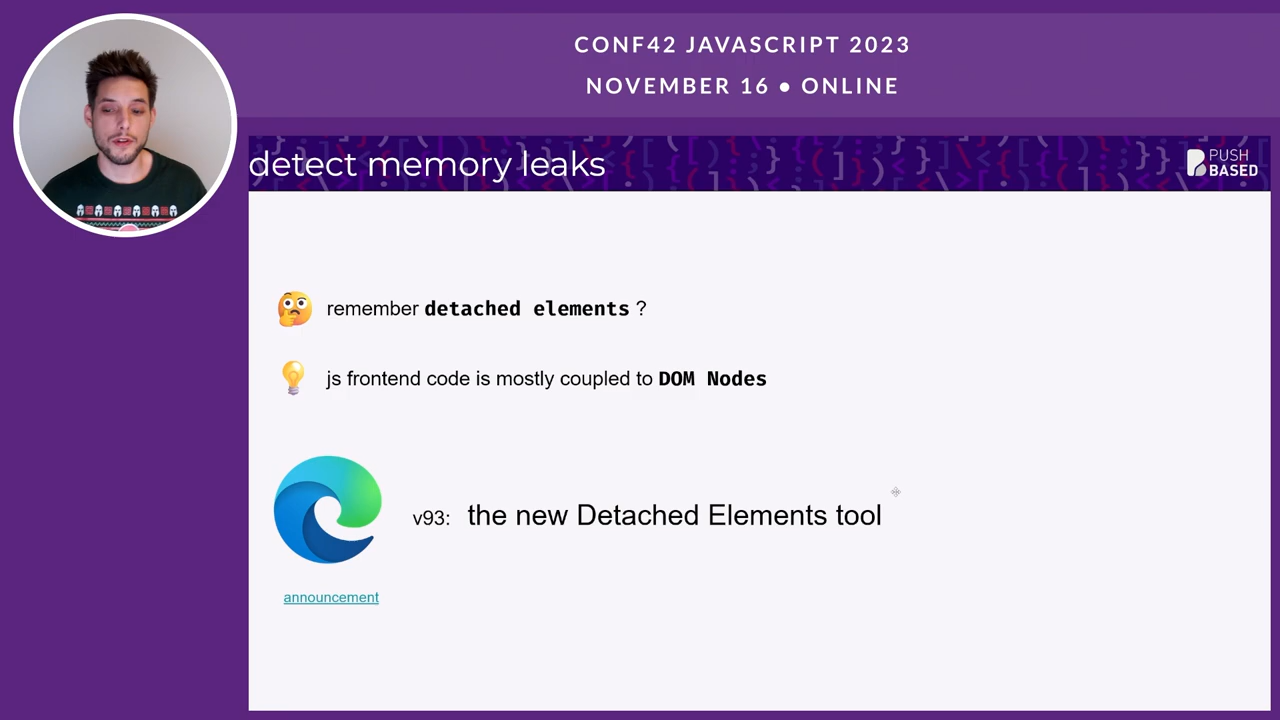 CONF42 JAVASCRIPT 2023
NOVEMBER 16 • ONLINE
detect memory leaks
PUSH
BASED
remember detached elements ?
js frontend code is mostly coupled to DOM Nodes
v93: the new Detached Elements tool
announcement